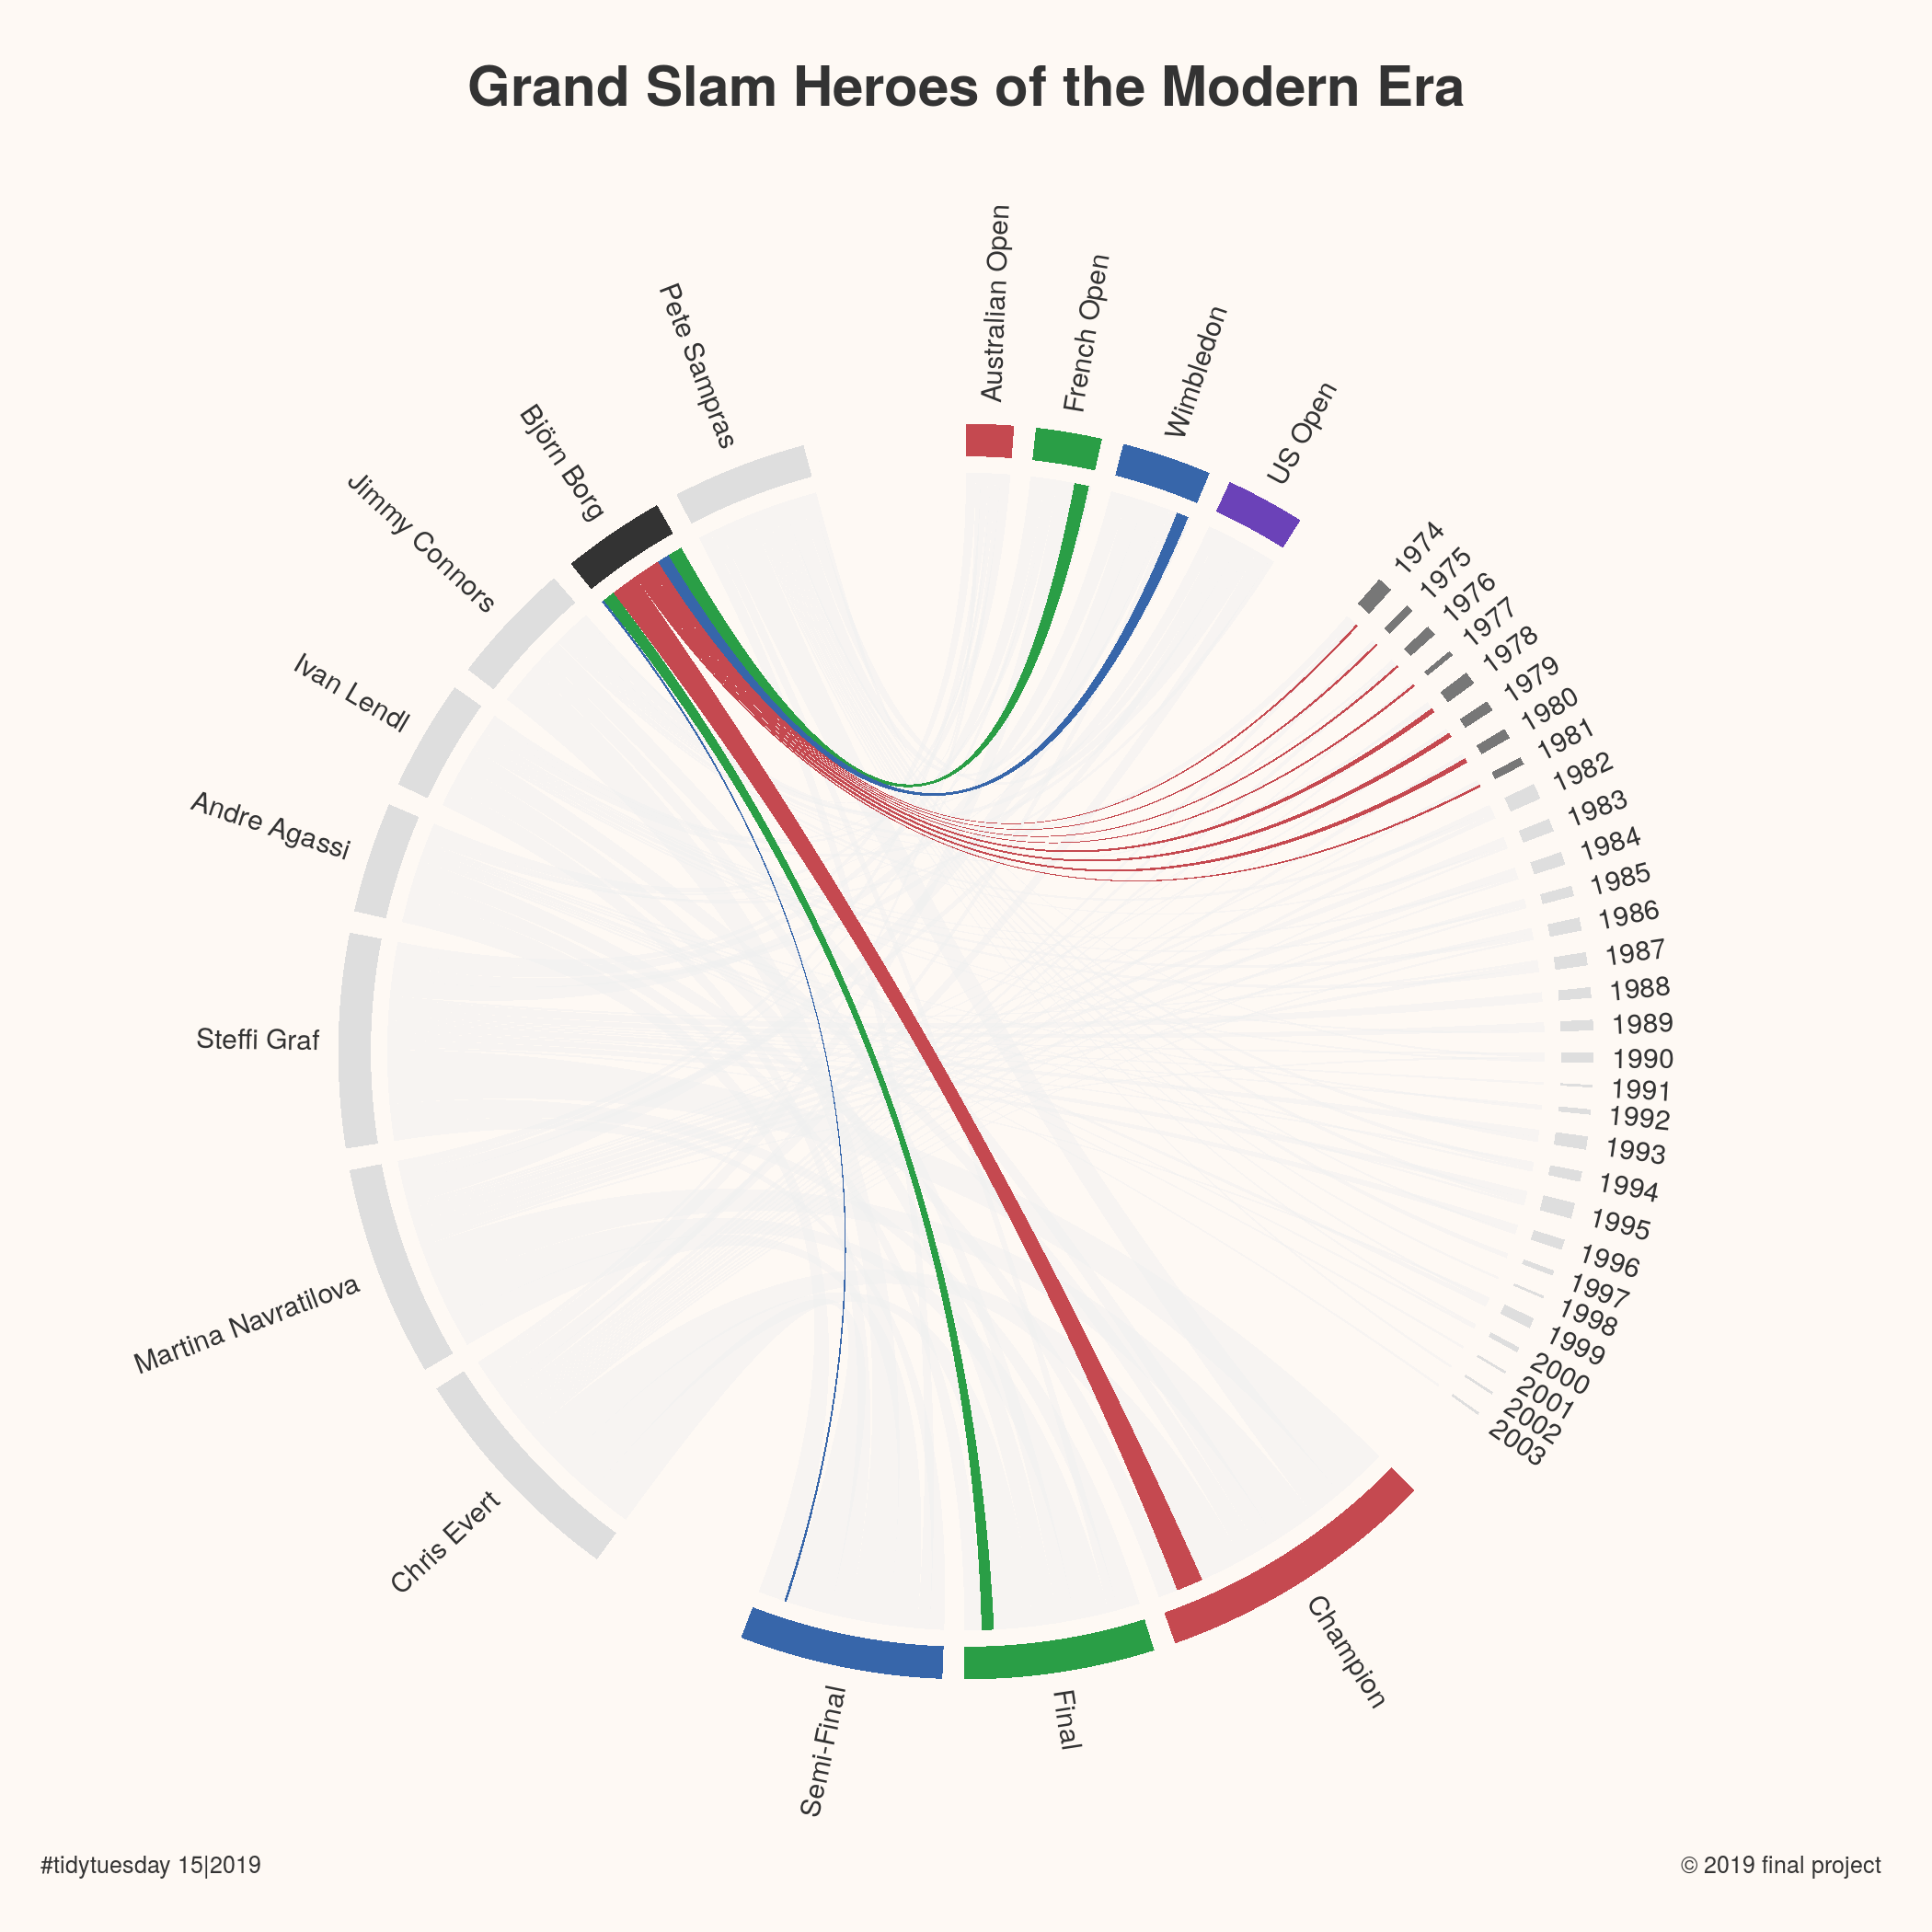 Grand Slam Heroes of the Modern Era
Australian Open
French Open
Wimbledon
US Open
1974
1975
1976
1977
1978
1979
1980
1981
1982
1983
1984
1985
1986
1987
1988
1989
1990
1991
1992
1993
1994
1995
1996
1997
1998
1999
2000
2001
2002
2003
Champion
Final
Semi-Final
Chris Evert
Martina Navratilova
Steffi Graf
Andre Agassi
Ivan Lendl
Jimmy Connors
Björn Borg
Pete Sampras
#tidytuesday 15|2019
© 2019 final project